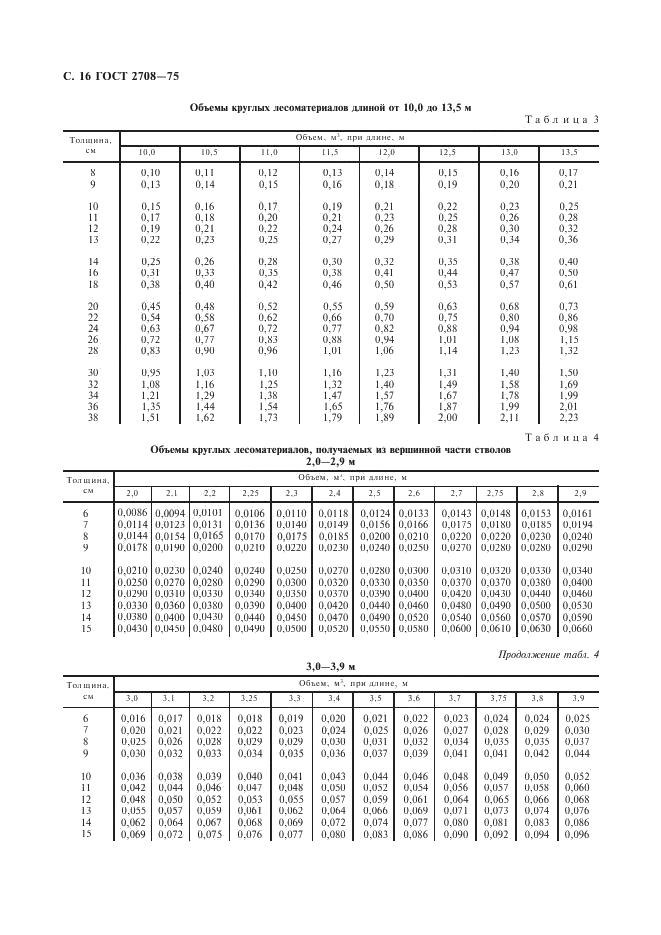 С. 16 ГОСТ 2708—75
Объемы круглых лесоматериалов длиной от 10,0 до 13,5 м
Таблица 3
Толщина, см Объем, м³, при длине, м
10,0 10,5 11,0 11,5 12,0 12,5 13,0 13,5
8 0,10 0,11 0,12 0,13 0,14 0,15 0,16 0,17
9 0,13 0,14 0,15 0,16 0,18 0,19 0,20 0,21
10 0,15 0,16 0,17 0,19 0,21 0,22 0,23 0,25
11 0,17 0,18 0,20 0,21 0,23 0,25 0,26 0,28
12 0,19 0,21 0,22 0,24 0,26 0,28 0,30 0,32
13 0,22 0,23 0,25 0,27 0,29 0,31 0,34 0,36
14 0,25 0,26 0,28 0,30 0,32 0,35 0,38 0,40
16 0,31 0,33 0,35 0,38 0,41 0,44 0,47 0,50
18 0,38 0,40 0,42 0,46 0,50 0,53 0,57 0,61
20 0,45 0,48 0,52 0,55 0,59 0,63 0,68 0,73
22 0,54 0,58 0,62 0,66 0,70 0,75 0,80 0,86
24 0,63 0,67 0,72 0,77 0,82 0,88 0,94 0,98
26 0,72 0,77 0,83 0,88 0,94 1,01 1,08 1,15
28 0,83 0,90 0,96 1,01 1,06 1,14 1,23 1,32
30 0,95 1,03 1,10 1,16 1,23 1,31 1,40 1,50
32 1,08 1,16 1,25 1,32 1,40 1,49 1,58 1,69
34 1,21 1,29 1,38 1,47 1,57 1,67 1,78 1,99
36 1,35 1,44 1,54 1,65 1,76 1,87 1,99 2,01
38 1,51 1,62 1,73 1,79 1,89 2,00 2,11 2,23
Таблица 4
Объемы круглых лесоматериалов, получаемых из вершинной части стволов
2,0—2,9 м
Толщина, см Объем, м³, при длине, м
2,0 2,1 2,2 2,25 2,3 2,4 2,5 2,6 2,7 2,75 2,8 2,9
6 0,0086 0,0094 0,0101 0,0106 0,0110 0,0118 0,0124 0,0133 0,0143 0,0148 0,0153 0,0161
7 0,0114 0,0123 0,0131 0,0136 0,0140 0,0149 0,0156 0,0166 0,0175 0,0180 0,0185 0,0194
8 0,0144 0,0154 0,0165 0,0170 0,0175 0,0185 0,0200 0,0210 0,0220 0,0220 0,0230 0,0240
9 0,0178 0,0190 0,0200 0,0210 0,0220 0,0230 0,0240 0,0250 0,0270 0,0280 0,0280 0,0290
10 0,0210 0,0230 0,0240 0,0240 0,0250 0,0270 0,0280 0,0300 0,0310 0,0320 0,0330 0,0340
11 0,0250 0,0270 0,0280 0,0290 0,0300 0,0320 0,0330 0,0350 0,0370 0,0370 0,0380 0,0400
12 0,0290 0,0310 0,0330 0,0340 0,0350 0,0370 0,0390 0,0400 0,0420 0,0430 0,0440 0,0460
13 0,0330 0,0360 0,0380 0,0390 0,0400 0,0420 0,0440 0,0460 0,0480 0,0490 0,0500 0,0530
14 0,0380 0,0400 0,0430 0,0440 0,0450 0,0470 0,0490 0,0520 0,0540 0,0560 0,0570 0,0590
15 0,0430 0,0450 0,0480 0,0490 0,0500 0,0520 0,0550 0,0580 0,0600 0,0610 0,0630 0,0660
Продолжение табл. 4
3,0—3,9 м
Толщина, см Объем, м³, при длине, м
3,0 3,1 3,2 3,25 3,3 3,4 3,5 3,6 3,7 3,75 3,8 3,9
6 0,016 0,017 0,018 0,018 0,019 0,020 0,021 0,022 0,023 0,024 0,024 0,025
7 0,020 0,021 0,022 0,022 0,023 0,024 0,025 0,026 0,027 0,028 0,029 0,030
8 0,025 0,026 0,028 0,029 0,029 0,030 0,031 0,032 0,034 0,035 0,035 0,037
9 0,030 0,032 0,033 0,034 0,035 0,036 0,037 0,039 0,041 0,041 0,042 0,044
10 0,036 0,038 0,039 0,040 0,041 0,043 0,044 0,046 0,048 0,049 0,050 0,052
11 0,042 0,044 0,046 0,047 0,048 0,050 0,052 0,054 0,056 0,057 0,058 0,060
12 0,048 0,050 0,052 0,053 0,055 0,057 0,059 0,061 0,064 0,065 0,066 0,068
13 0,055 0,057 0,059 0,061 0,062 0,064 0,066 0,069 0,071 0,073 0,074 0,076
14 0,062 0,064 0,067 0,068 0,069 0,072 0,074 0,077 0,080 0,081 0,083 0,086
15 0,069 0,072 0,075 0,076 0,077 0,080 0,083 0,086 0,090 0,092 0,094 0,096